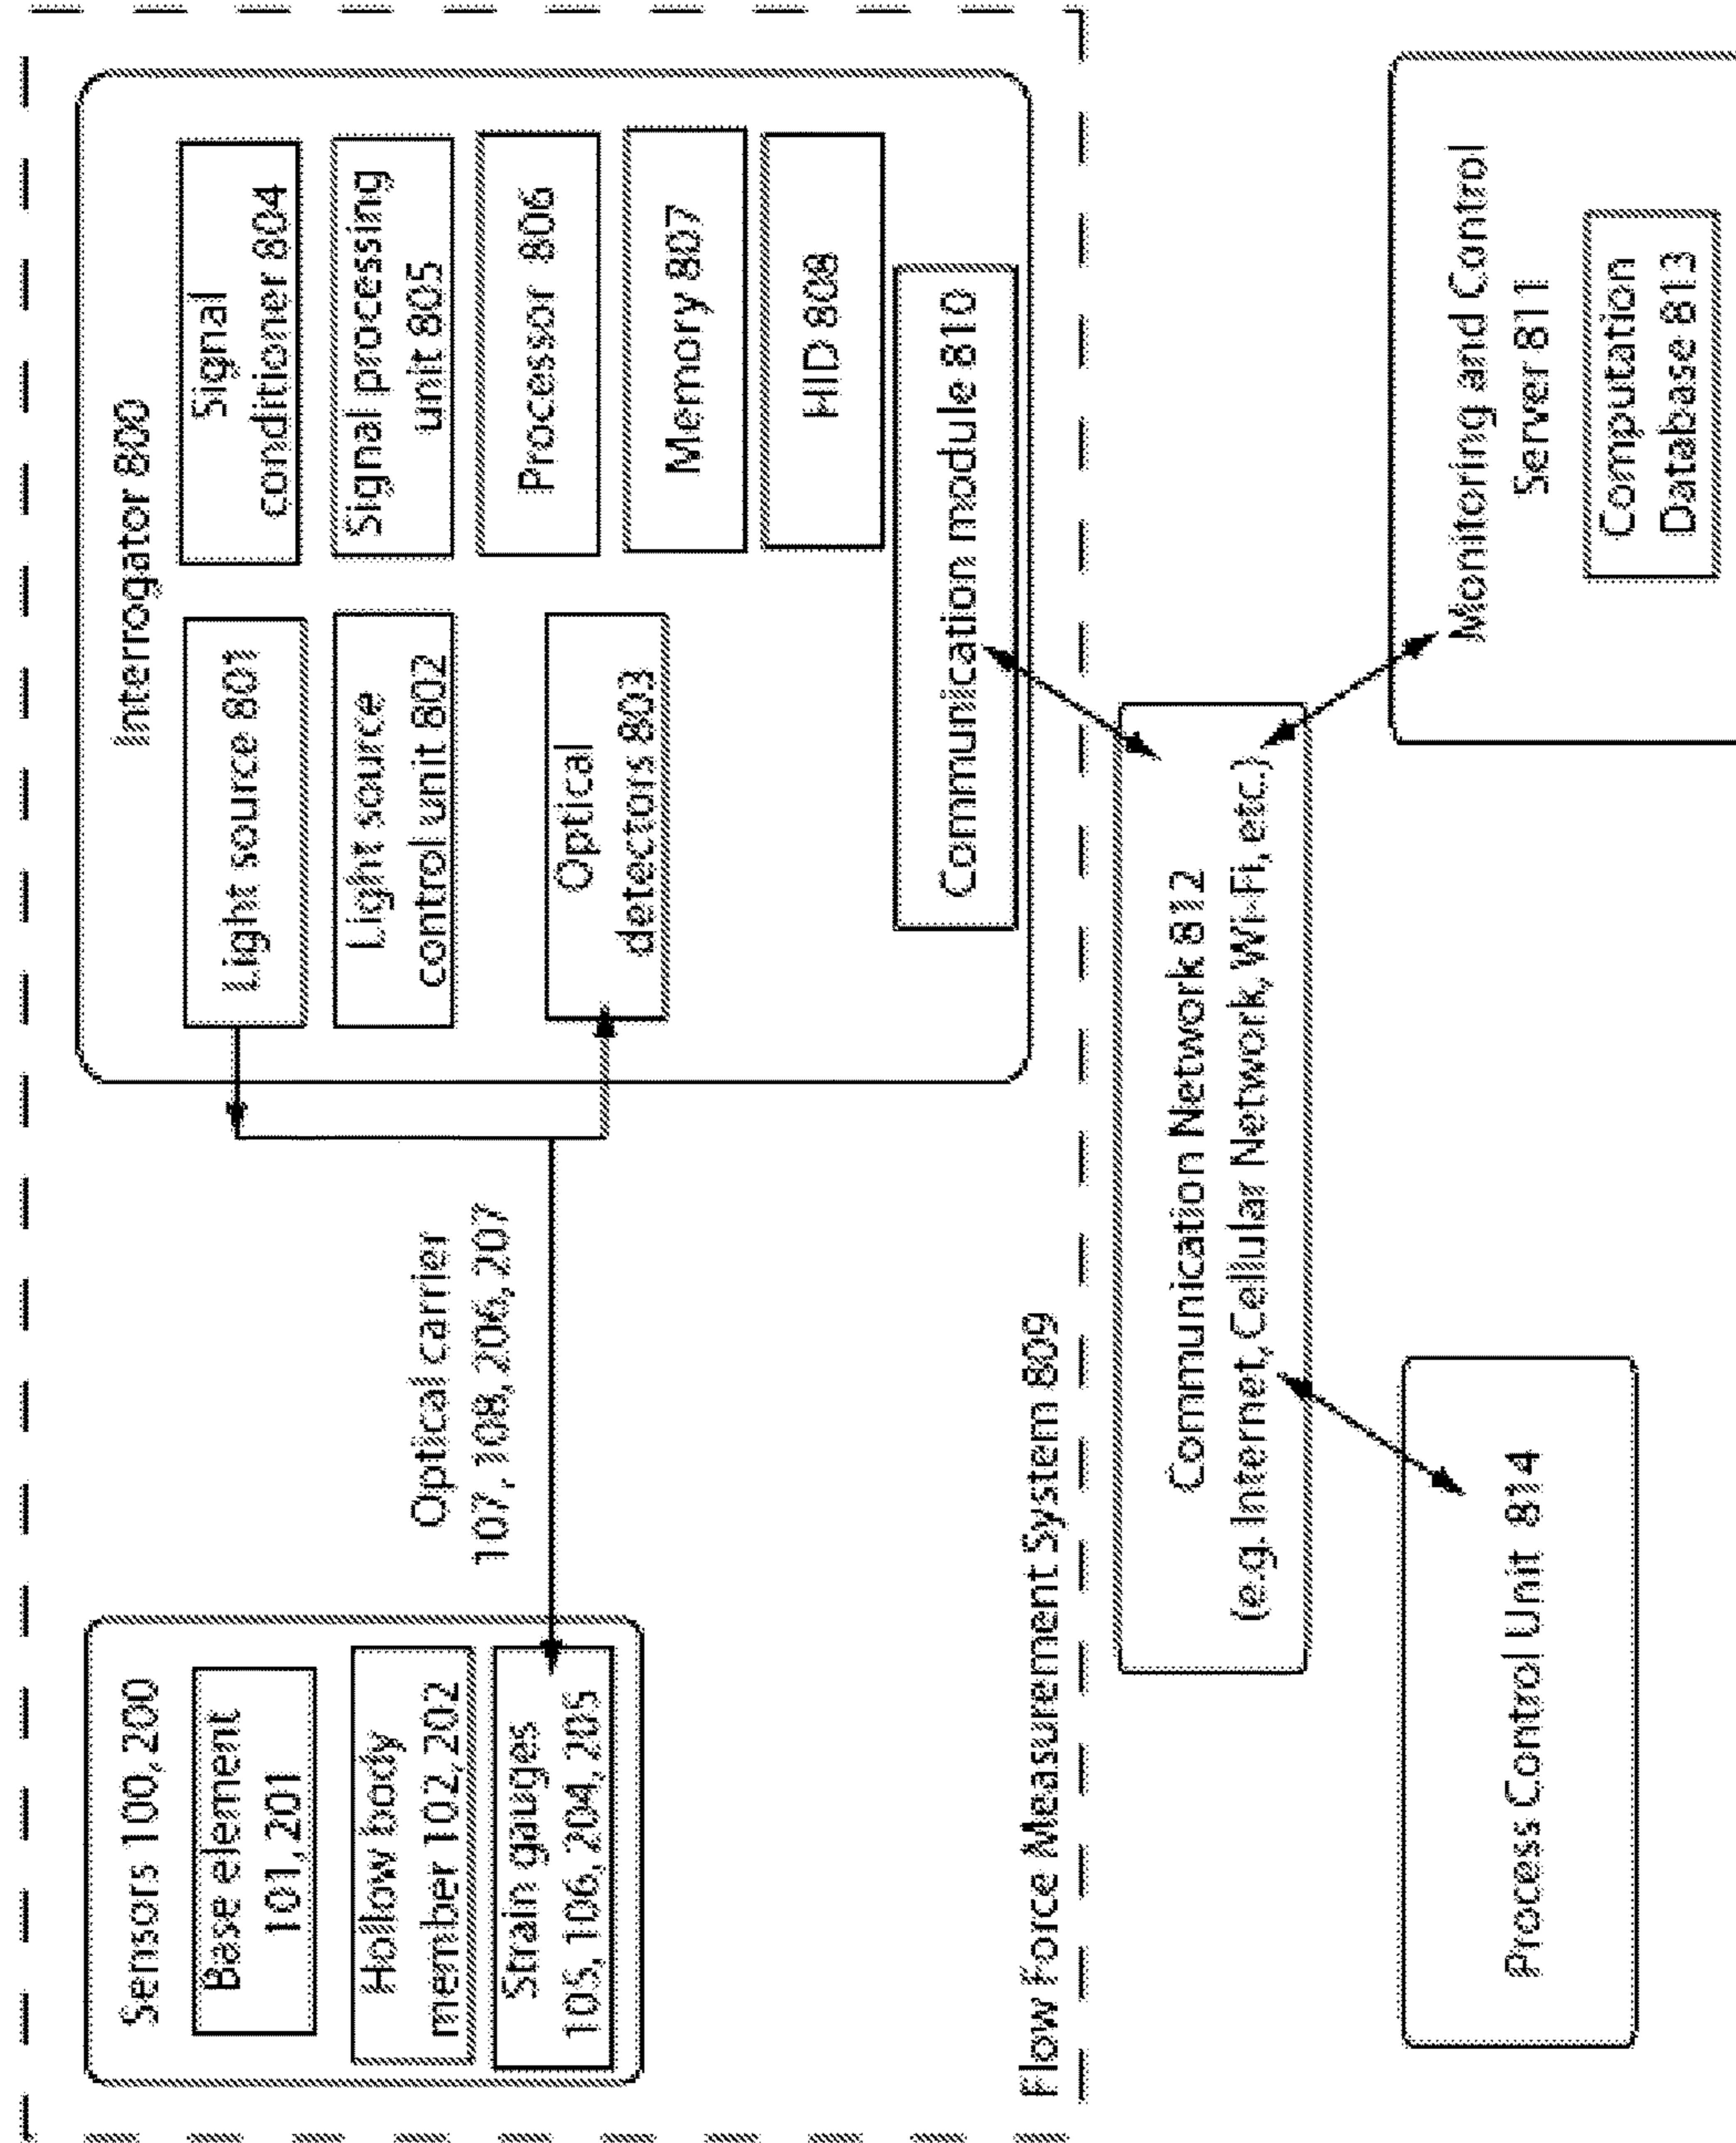 Sensors 100, 200
Base element
101, 201
Hollow body
member 102, 202
Strain gauges
105, 106, 204, 205
Optical carrier
107, 108, 206, 207
Interrogator 800
Light source 801
Light source
control unit 802
Optical
detectors 803
Signal
conditioner 804
Signal processing
unit 805
Processor 806
Memory 807
HID 808
Communication module 810
Flow Force Measurement System 809
Communication Network 812
(e.g. Internet, Cellular Network, Wi-Fi, etc.)
Process Control Unit 814
Monitoring and Control
Server 811
Computation
Database 813